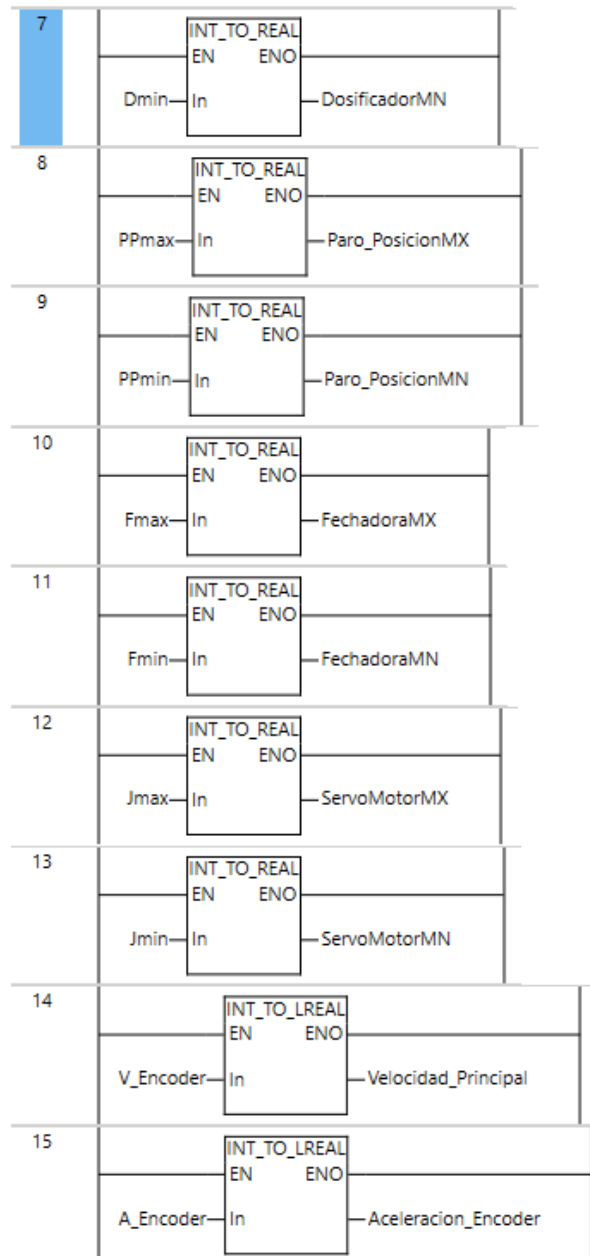 7
INT_TO_REAL
EN ENO
Dmin In DosificadorMN
8
INT_TO_REAL
EN ENO
PPmax In Paro_PosicionMX
9
INT_TO_REAL
EN ENO
PPmin In Paro_PosicionMN
10
INT_TO_REAL
EN ENO
Fmax In FechadoraMX
11
INT_TO_REAL
EN ENO
Fmin In FechadoraMN
12
INT_TO_REAL
EN ENO
Jmax In ServoMotorMX
13
INT_TO_REAL
EN ENO
Jmin In ServoMotorMN
14
INT_TO_LREAL
EN ENO
V_Encoder In Velocidad_Principal
15
INT_TO_LREAL
EN ENO
A_Encoder In Aceleracion_Encoder